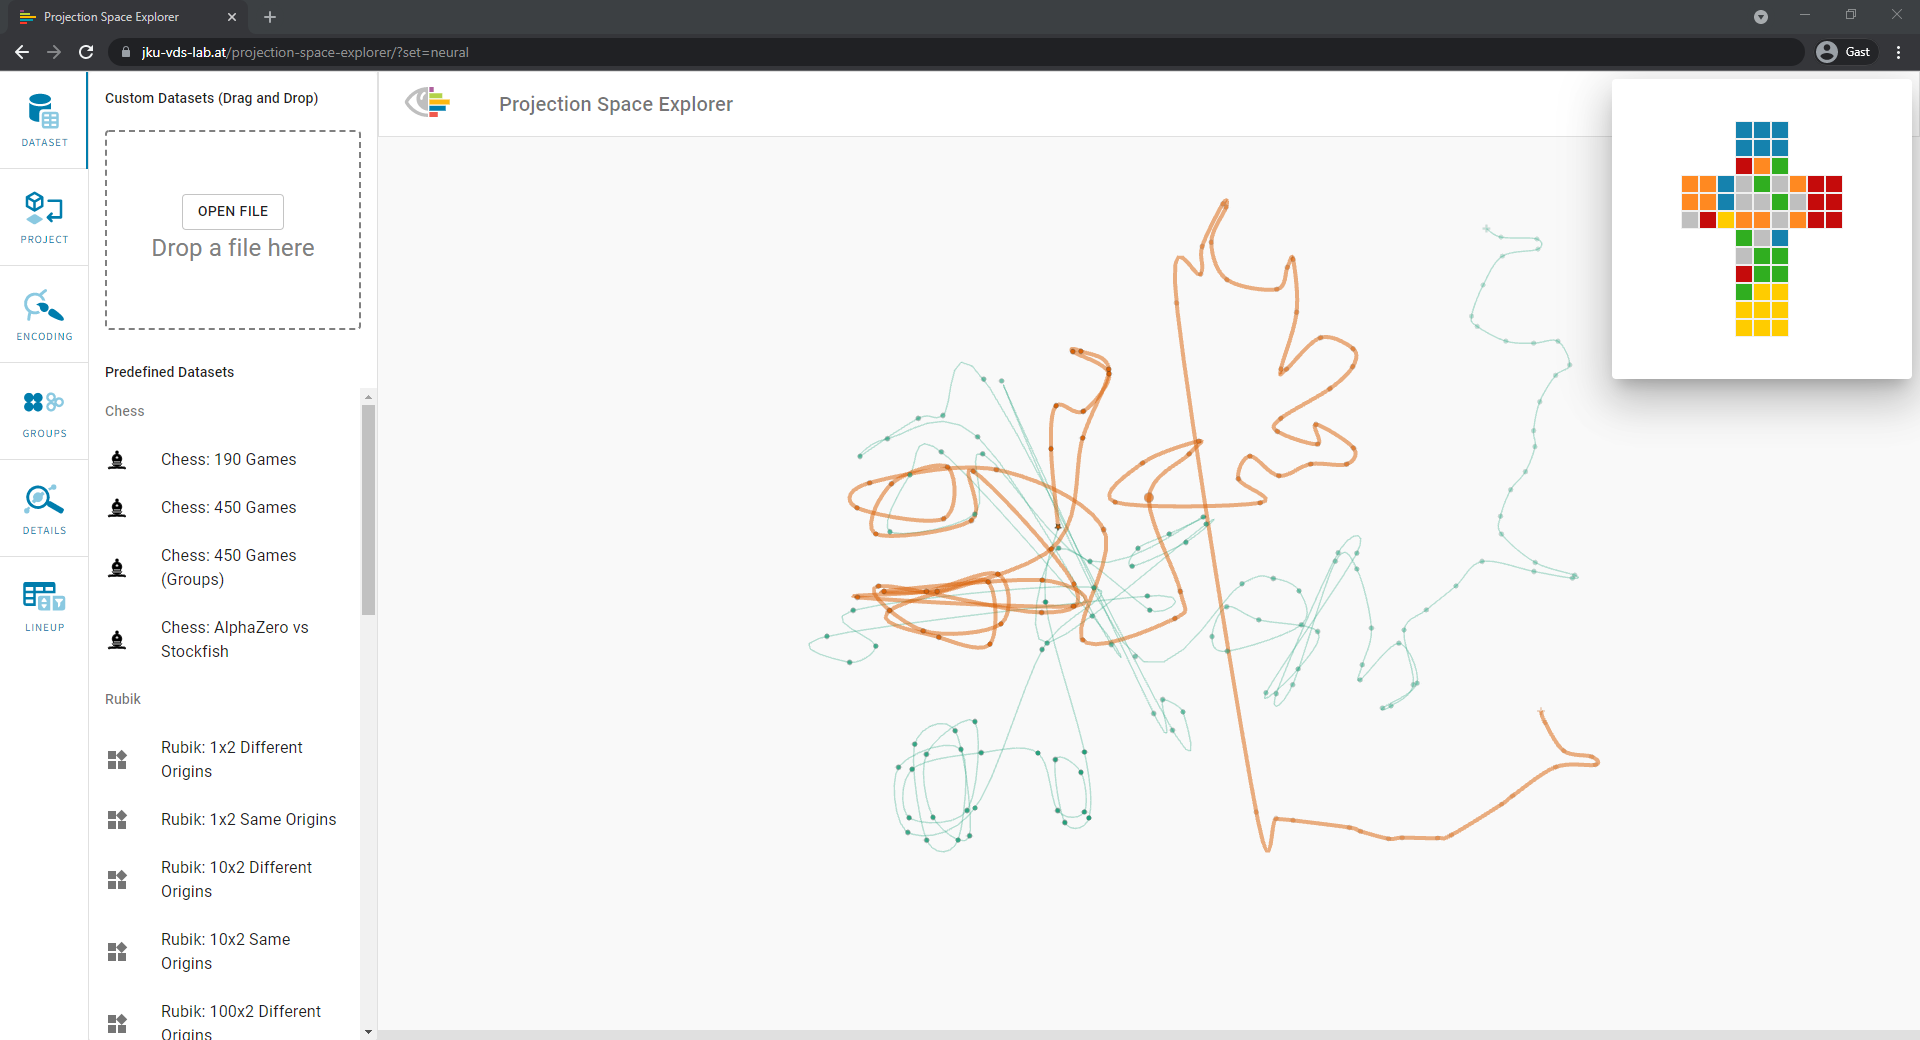 Projection Space Explorer
jku-vds-lab.at/projection-space-explorer/?set=neural
Gast
DATASET
PROJECT
ENCODING
GROUPS
DETAILS
LINEUP
Custom Datasets (Drag and Drop)
OPEN FILE
Drop a file here
Predefined Datasets
Chess
Chess: 190 Games
Chess: 450 Games
Chess: 450 Games
(Groups)
Chess: AlphaZero vs
Stockfish
Rubik
Rubik: 1x2 Different
Origins
Rubik: 1x2 Same Origins
Rubik: 10x2 Different
Origins
Rubik: 10x2 Same
Origins
Rubik: 100x2 Different
Origins
Projection Space Explorer